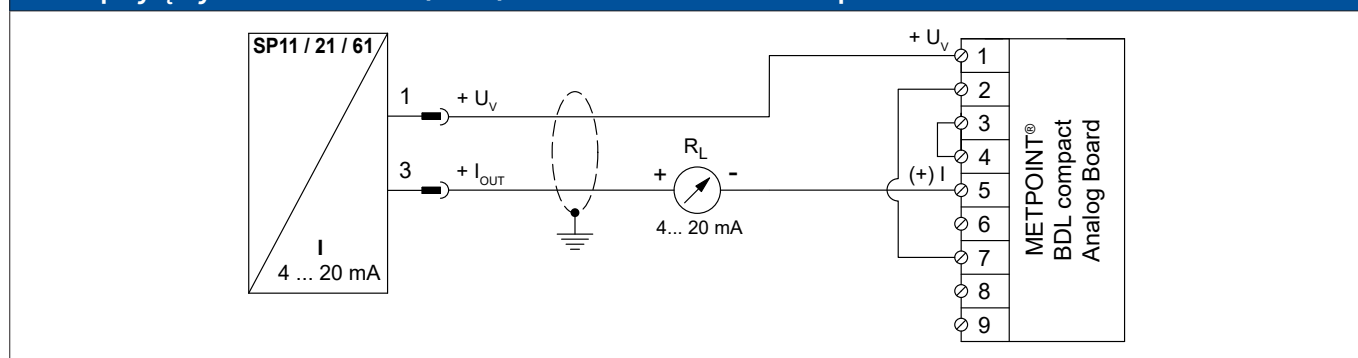 SP11 / 21 / 61
1
+ UV
3
+ IOUT
I
4 ... 20 mA
RL
+
-
4... 20 mA
+ UV
(+) I
1
2
3
4
5
6
7
8
9
METPOINT®
BDL compact
Analog Board